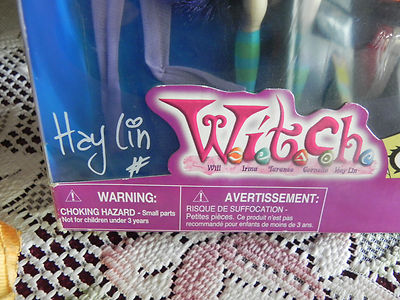 Hay Lin
W.i.t.c.h.
Will Irma Taranee Cornelia Hay Lin
WARNING:
CHOKING HAZARD - Small parts
Not for children under 3 years
AVERTISSEMENT:
RISQUE DE SUFFOCATION -
Petites pièces. Ce produit n'est pas
recommandé pour enfants de moins de 3 ans.